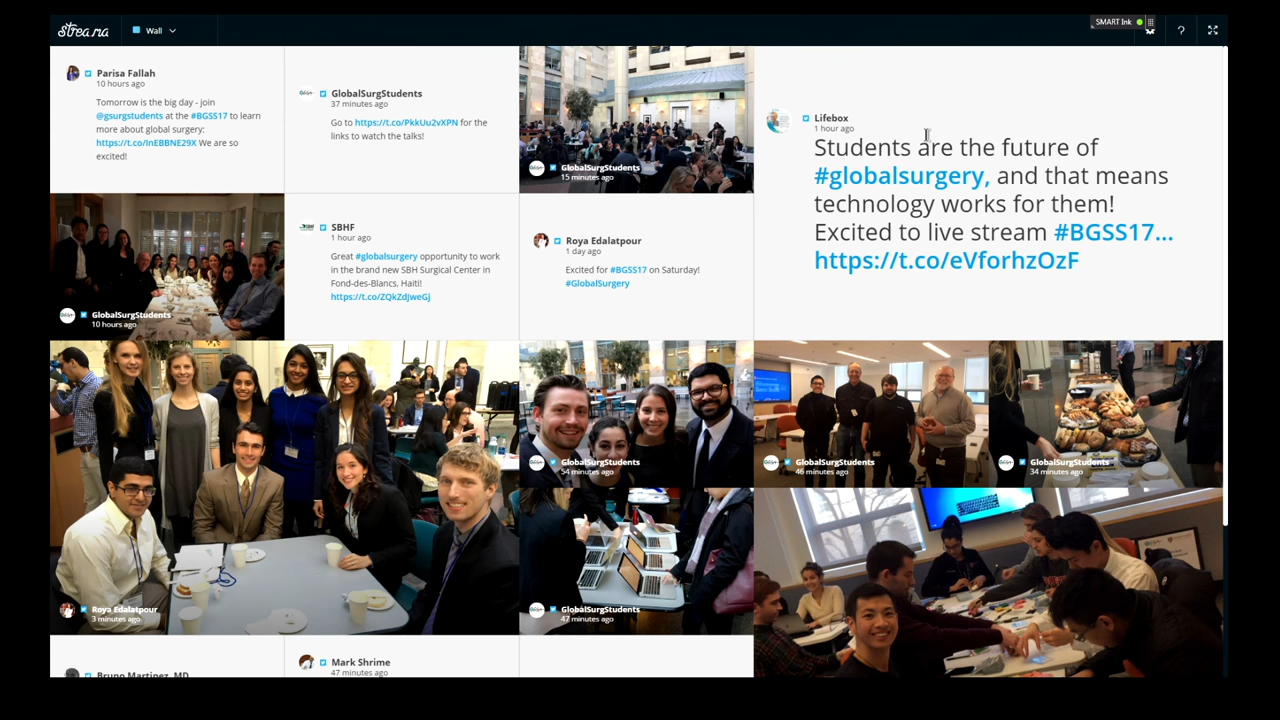 Strea.ma
Wall
SMART Ink
?
Parisa Fallah
10 hours ago
Tomorrow is the big day - join
@gsurgstudents at the #BGSS17 to learn
more about global surgery:
https://t.co/InEBBNE29X We are so
excited!
GlobalSurgStudents
37 minutes ago
Go to https://t.co/PkkUu2vXPN for the
links to watch the talks!
GlobalSurgStudents
15 minutes ago
Lifebox
1 hour ago
Students are the future of
#globalsurgery, and that means
technology works for them!
Excited to live stream #BGSS17...
https://t.co/eVforhzOzF
GlobalSurgStudents
10 hours ago
SBHF
1 hour ago
Great #globalsurgery opportunity to work
in the brand new SBH Surgical Center in
Fond-des-Blancs, Haiti!
https://t.co/ZQkZdJweGj
Roya Edalatpour
1 day ago
Excited for #BGSS17 on Saturday!
#GlobalSurgery
Roya Edalatpour
3 minutes ago
GlobalSurgStudents
54 minutes ago
GlobalSurgStudents
46 minutes ago
GlobalSurgStudents
34 minutes ago
GlobalSurgStudents
47 minutes ago
Bruno Martinez, MD
Mark Shrime
47 minutes ago